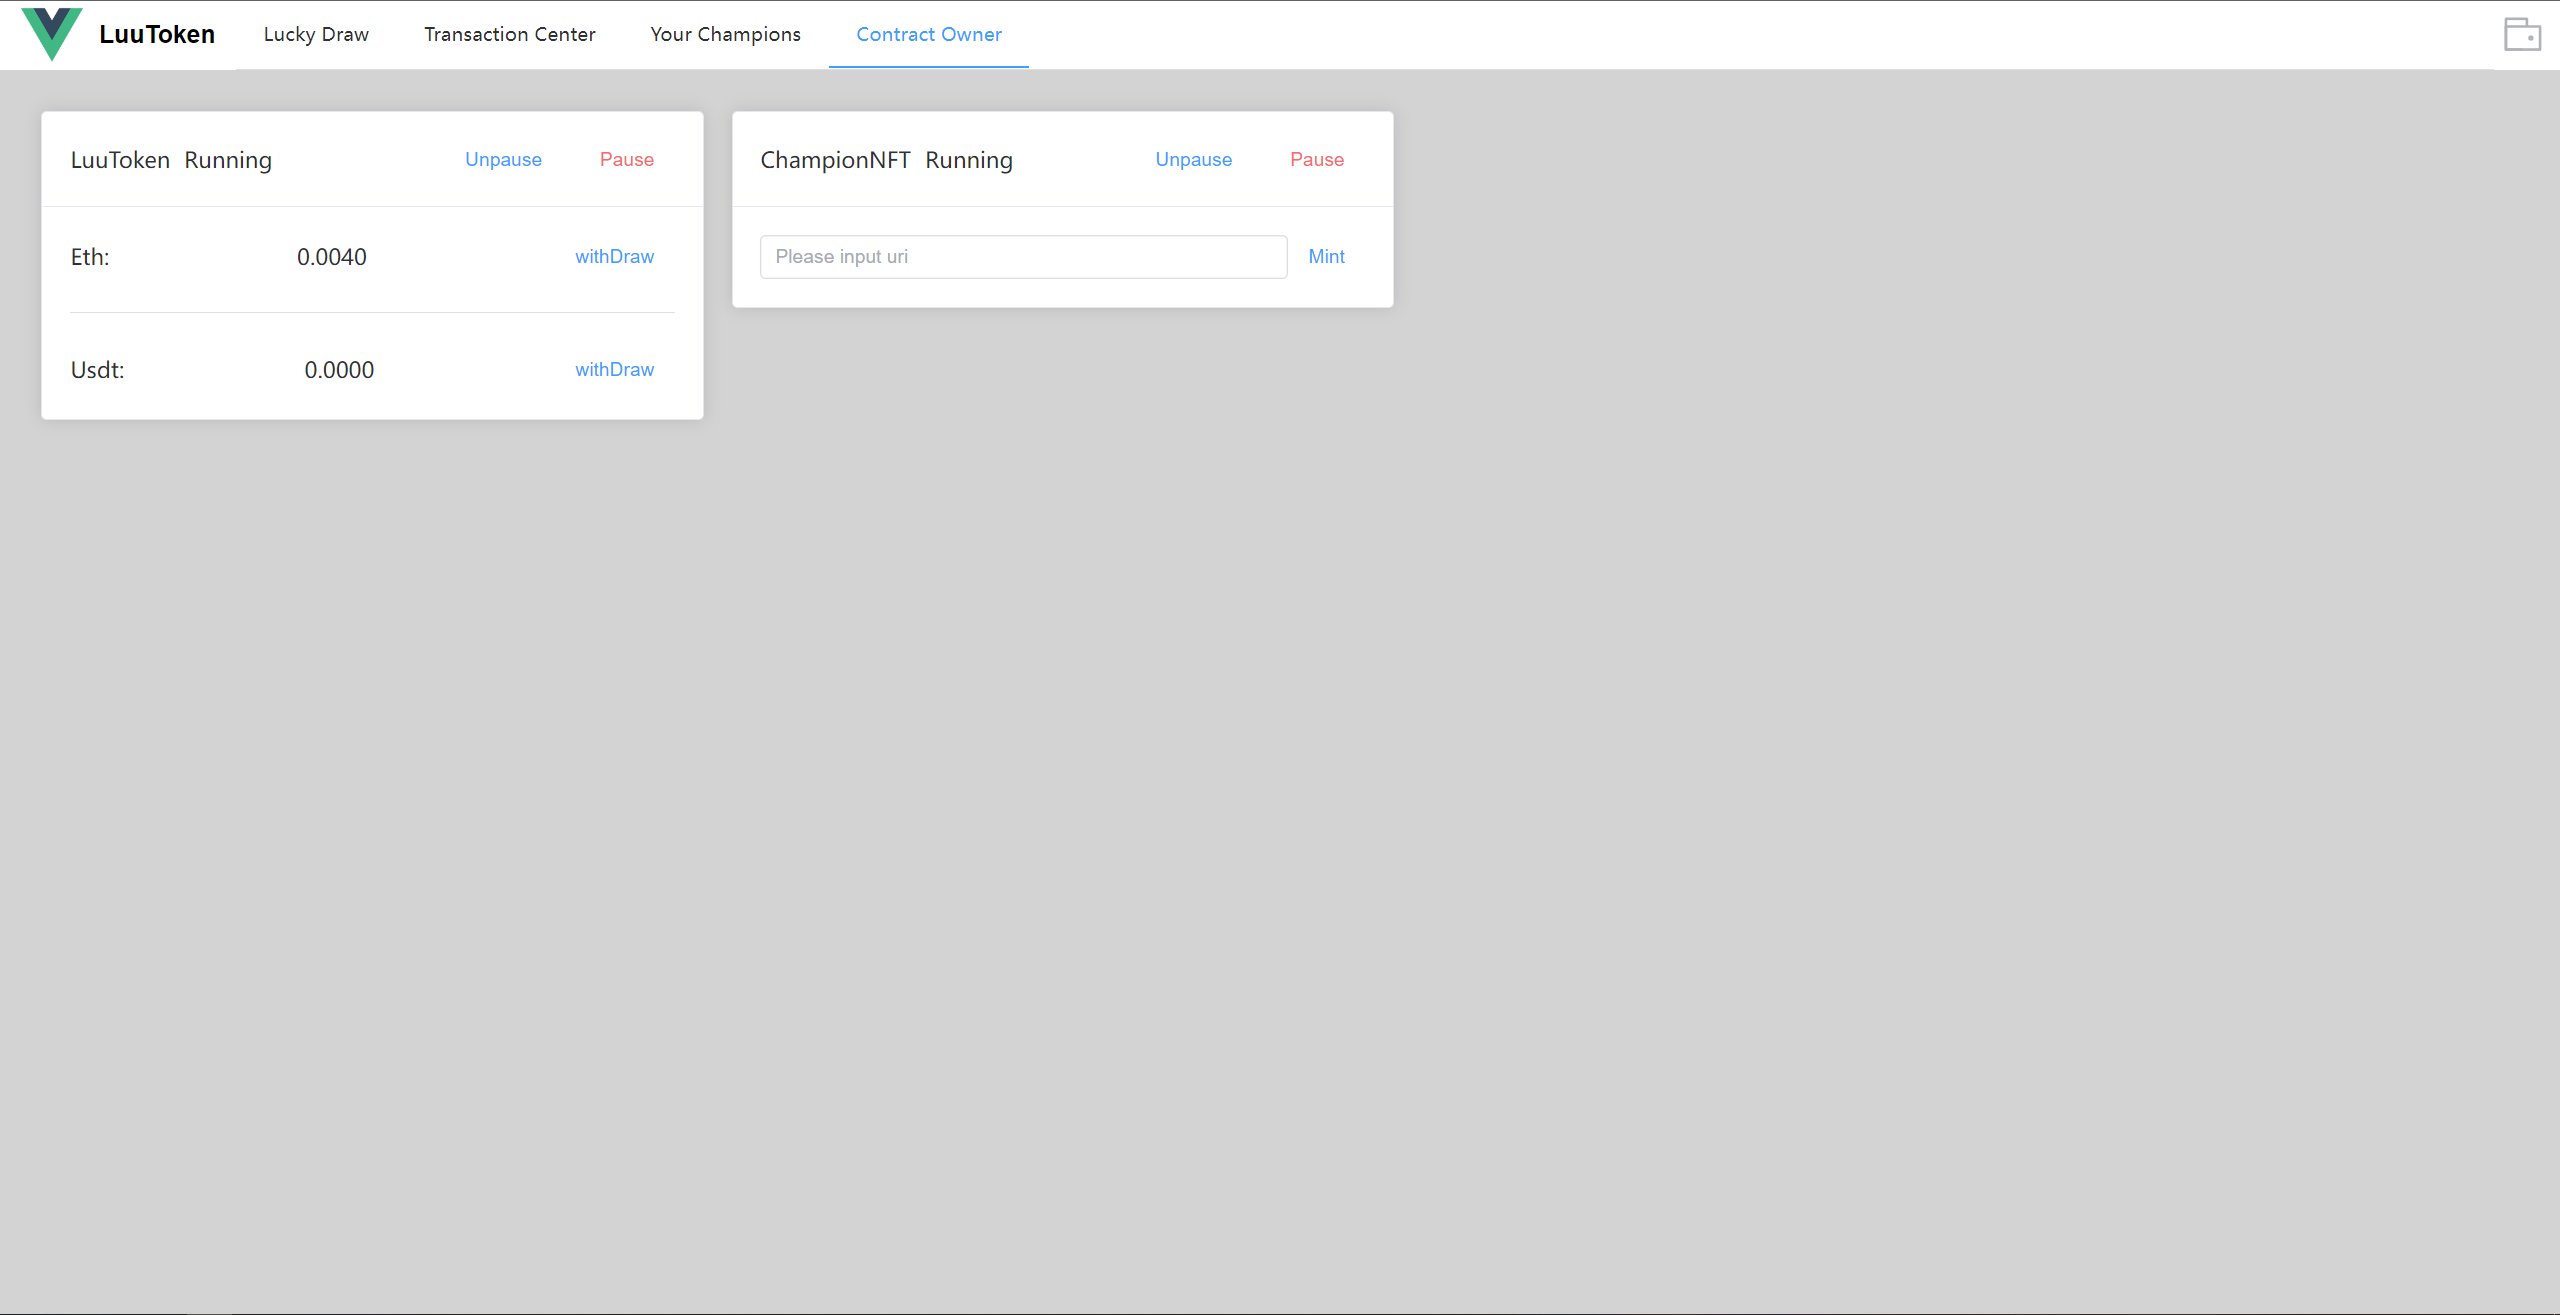 LuuToken Lucky Draw Transaction Center Your Champions Contract Owner
LuuToken Running Unpause Pause
Eth: 0.0040 withDraw
Usdt: 0.0000 withDraw
ChampionNFT Running Unpause Pause
Please input uri Mint